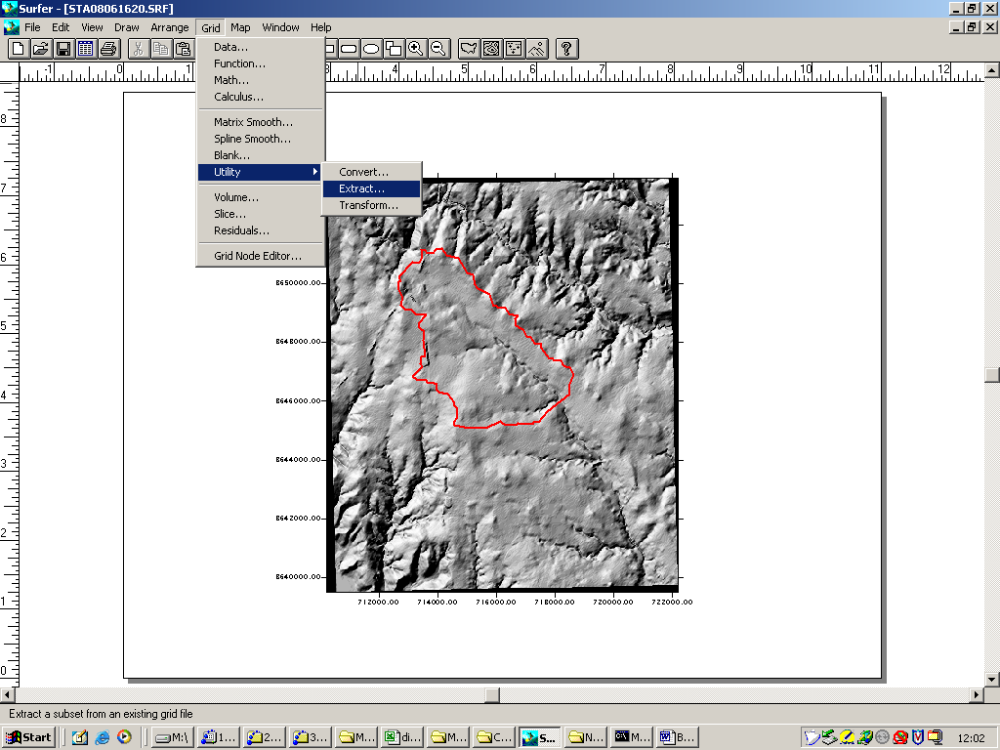 Surfer - [STA08061620.SRF]
File Edit View Draw Arrange Grid Map Window Help
-1 0 3 4 5 6 7 8 9 10 11 12
Data...
Function...
Math...
Calculus...
Matrix Smooth...
Spline Smooth...
Blank...
Utility
Volume...
Slice...
Residuals...
Grid Node Editor...
Convert...
Extract...
Transform...
8
7
6
5
4
3
2
1
0
8650000.00
8648000.00
8646000.00
8644000.00
8642000.00
8640000.00
712000.00 714000.00 716000.00 718000.00 720000.00 722000.00
Extract a subset from an existing grid file
Start M:\ 1... 2... 3... M... di... M... C... S... N... M... B... 12:02